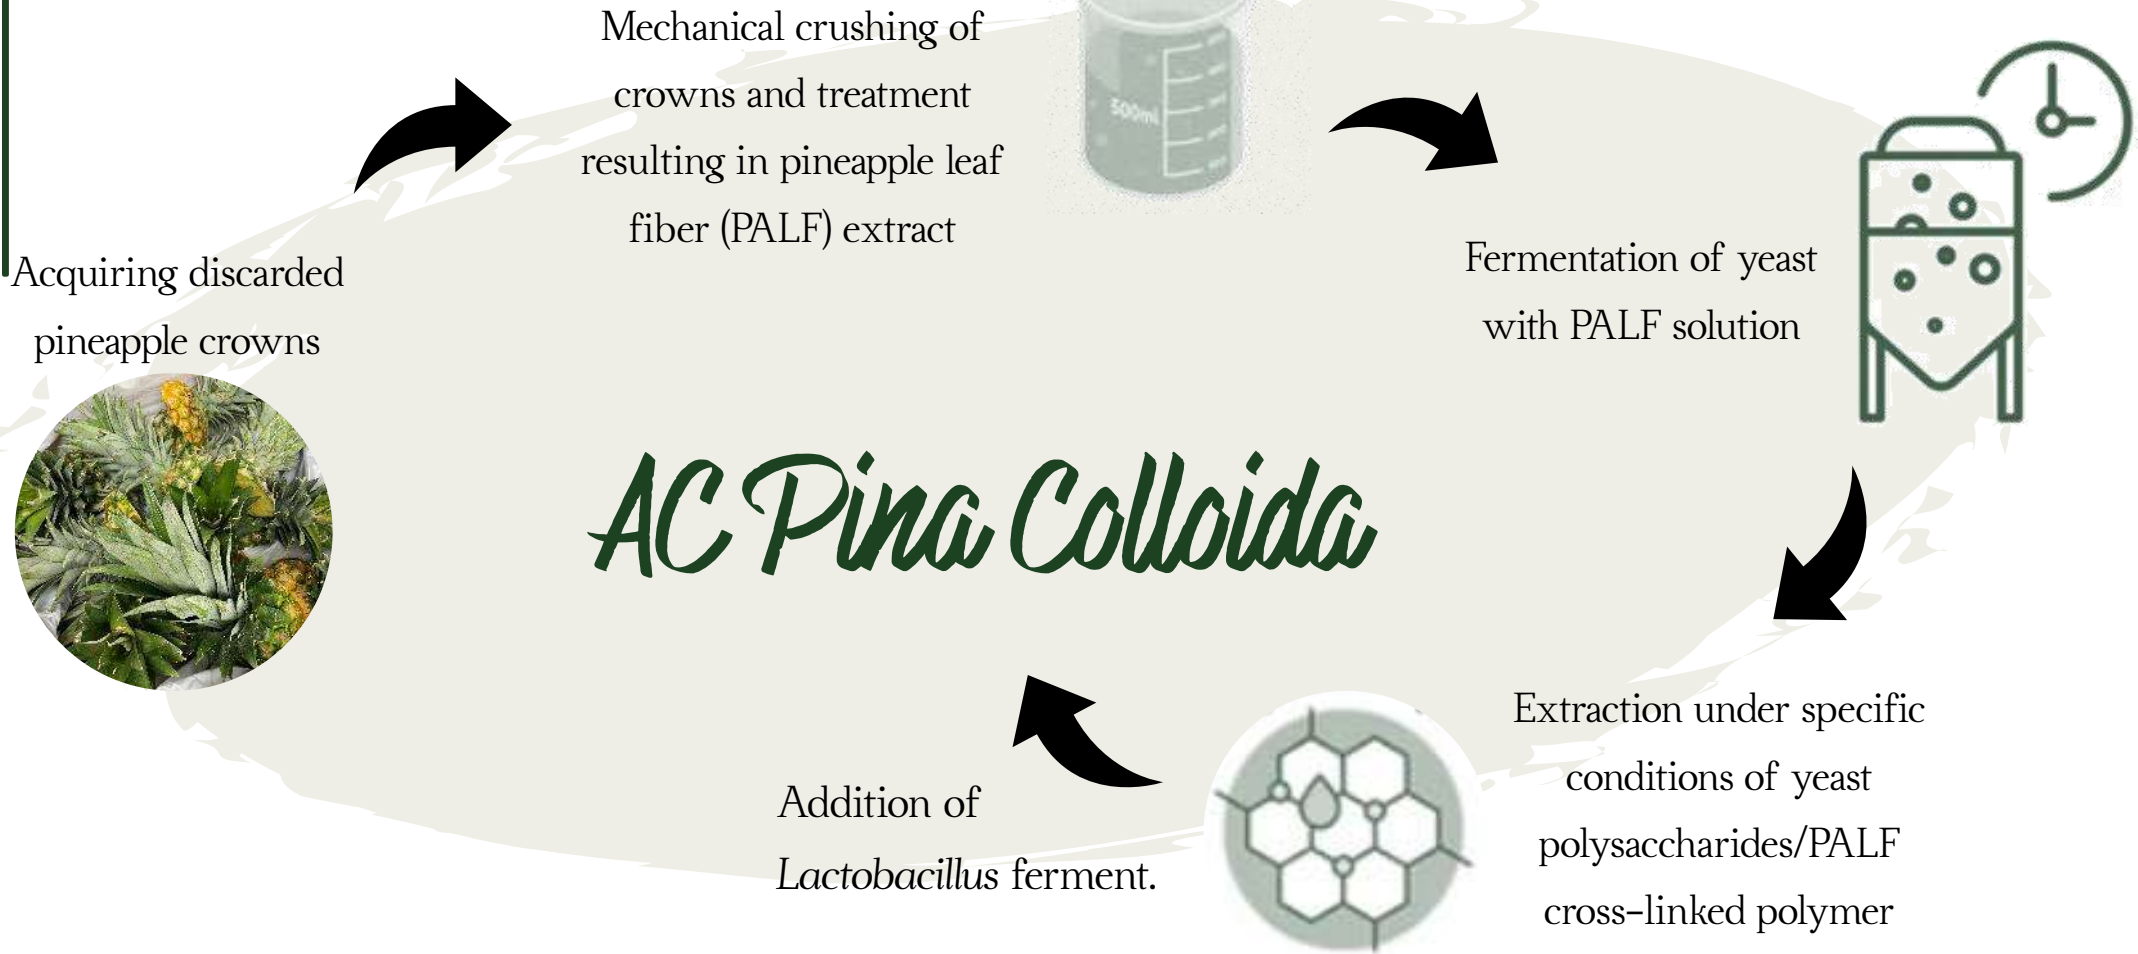 Mechanical crushing of
crowns and treatment
resulting in pineapple leaf
fiber (PALF) extract
500ml
Acquiring discarded
pineapple crowns
Fermentation of yeast
with PALF solution
AC Pina Colloida
Extraction under specific
conditions of yeast
polysaccharides/PALF
cross-linked polymer
Addition of
Lactobacillus ferment.